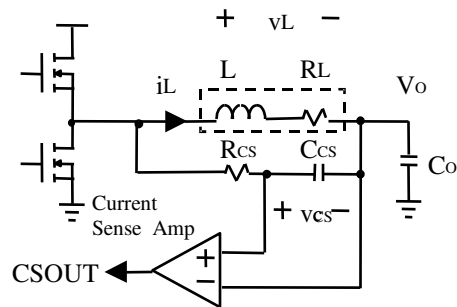 + vL −
iL L RL VO
RCS CCS
CO
+ vcs −
Current
Sense Amp
+
−
CSOUT